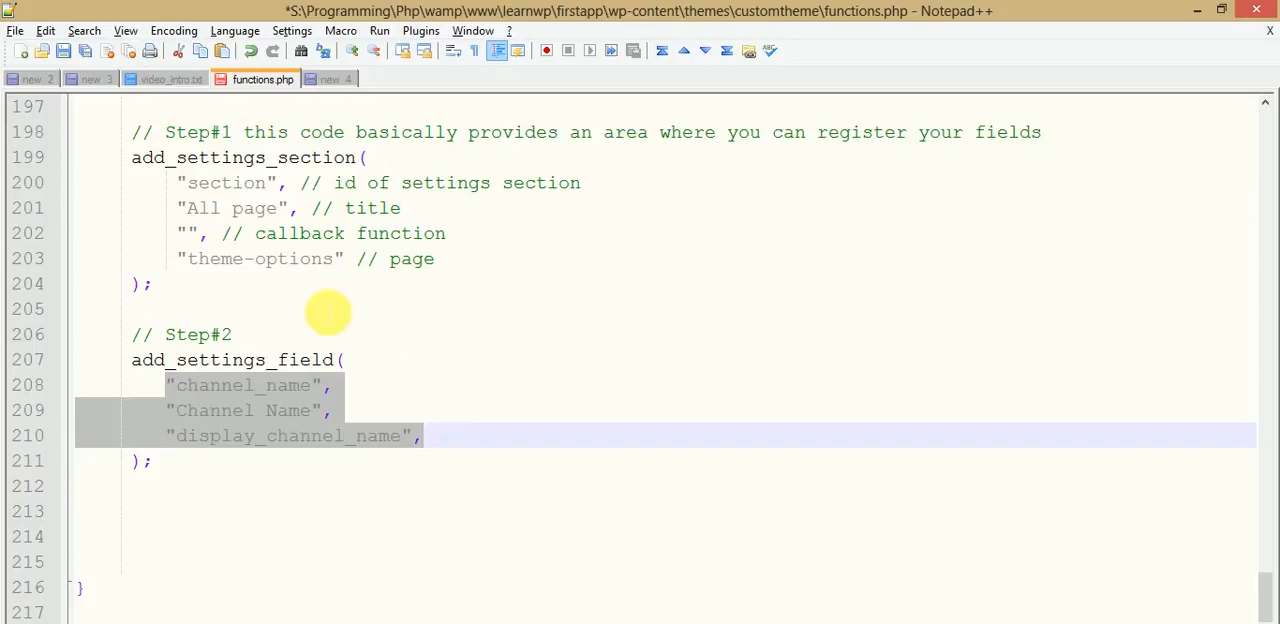 *S:\Programming\Php\wamp\www\learnwp\firstapp\wp-content\themes\customtheme\functions.php - Notepad++
File Edit Search View Encoding Language Settings Macro Run Plugins Window ? X
new 2 new 3 video_intro.txt functions.php new 4
197
198 // Step#1 this code basically provides an area where you can register your fields
199 add_settings_section(
200 "section", // id of settings section
201 "All page", // title
202 "", // callback function
203 "theme-options" // page
204 );
205
206 // Step#2
207 add_settings_field(
208 "channel_name",
209 "Channel Name",
210 "display_channel_name",
211 );
212
213
214
215
216 }
217